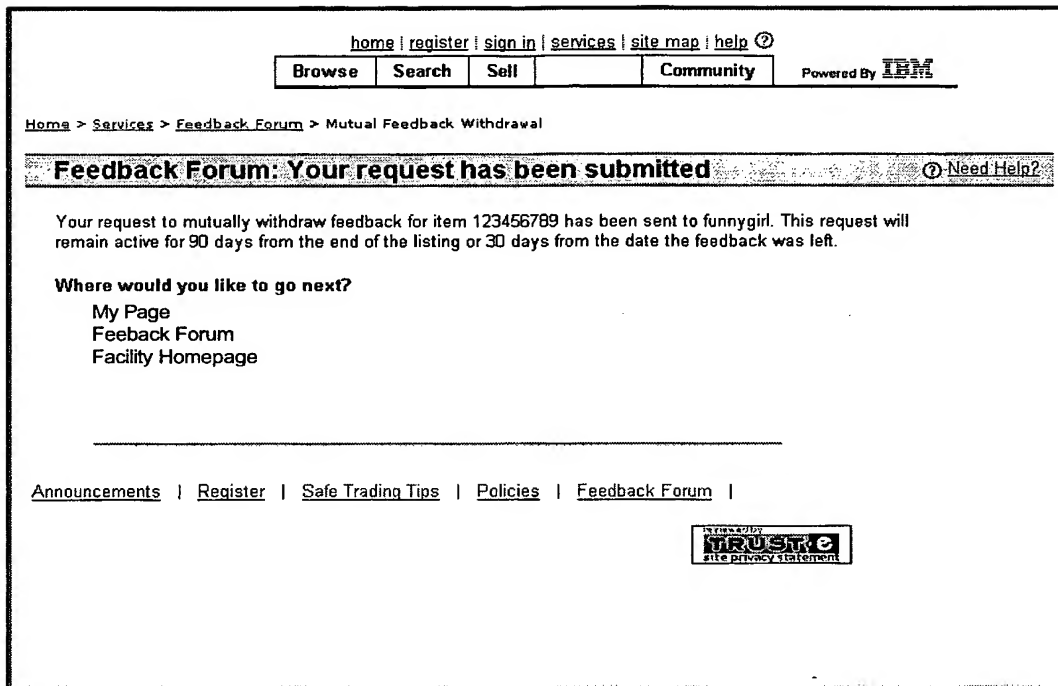 home | register | sign in | services | site map | help ?
Browse Search Sell Community Powered By IBM
Home > Services > Feedback Forum > Mutual Feedback Withdrawal
Feedback Forum: Your request has been submitted ? Need Help?
Your request to mutually withdraw feedback for item 123456789 has been sent to funnygirl. This request will
remain active for 90 days from the end of the listing or 30 days from the date the feedback was left.
Where would you like to go next?
My Page
Feeback Forum
Facility Homepage
Announcements | Register | Safe Trading Tips | Policies | Feedback Forum |
reviewed by
TRUST e
site privacy statement